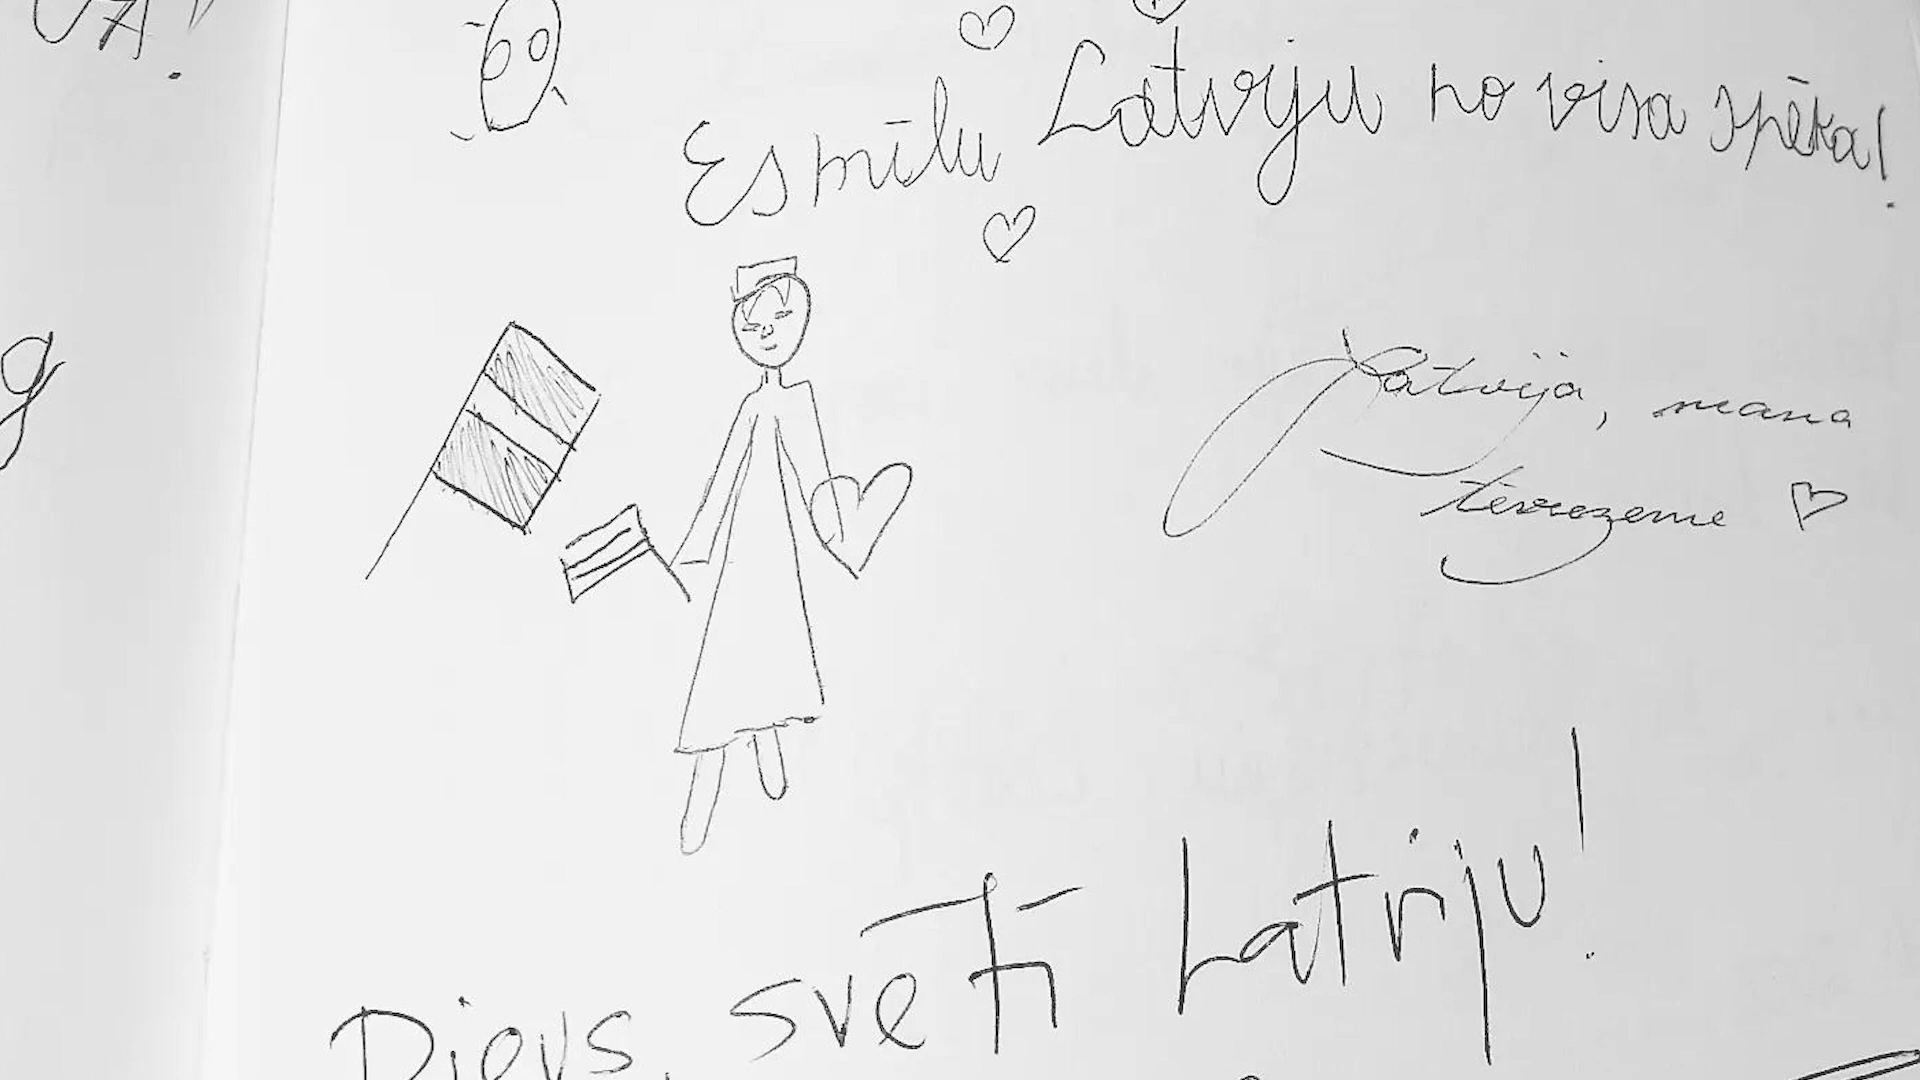 Es mīlu Latviju no visa spēka!
Latvija, mana
tēvzeme
Dievs, svētī Latviju!